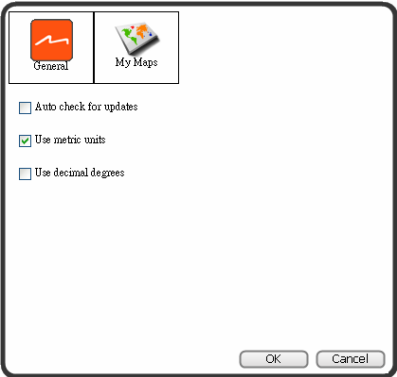 General My Maps
Auto check for updates
Use metric units
Use decimal degrees
OK Cancel